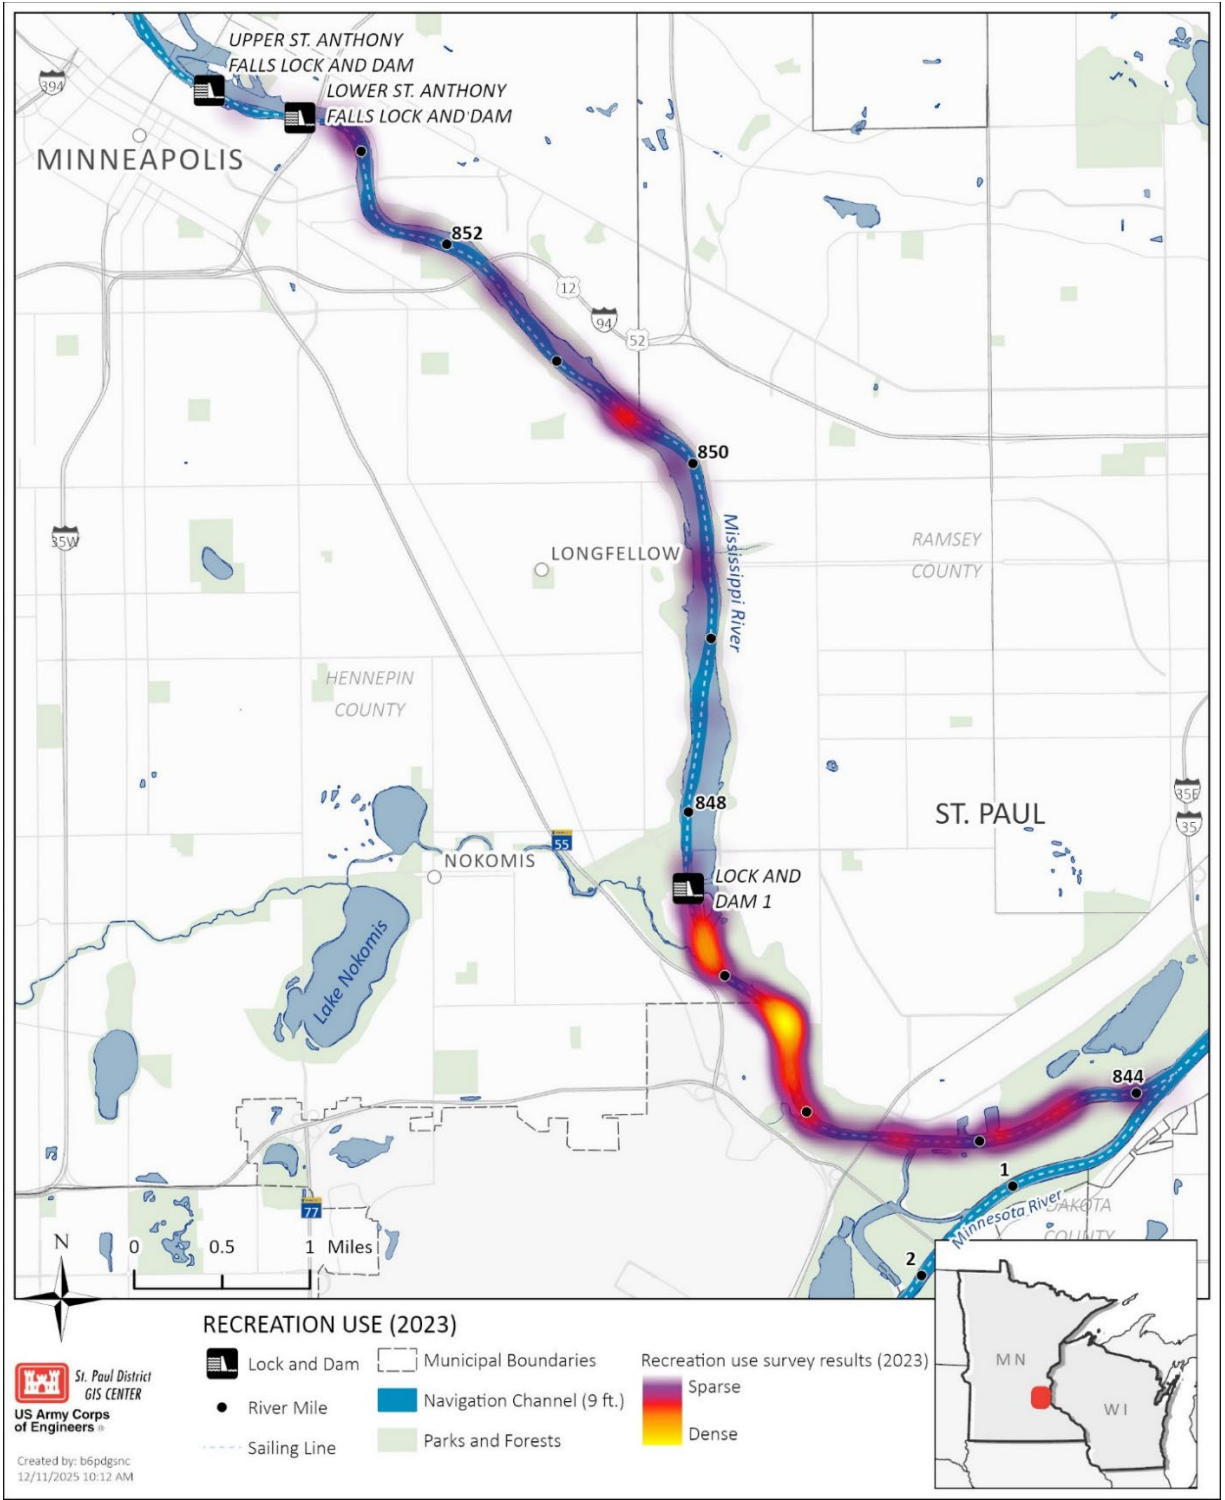 UPPER ST. ANTHONY
FALLS LOCK AND DAM
LOWER ST. ANTHONY
FALLS LOCK AND DAM
394
MINNEAPOLIS
852
12
94
52
850
35W
LONGFELLOW
Mississippi River
RAMSEY
COUNTY
HENNEPIN
COUNTY
848
ST. PAUL
35E
35
55
NOKOMIS
LOCK AND
DAM 1
Lake Nokomis
844
1
Minnesota River
DAKOTA
COUNTY
77
2
N
0 0.5 1 Miles
MN
WI
RECREATION USE (2023)
Lock and Dam
River Mile
Sailing Line
Municipal Boundaries
Navigation Channel (9 ft.)
Parks and Forests
Recreation use survey results (2023)
Sparse
Dense
St. Paul District
GIS CENTER
US Army Corps
of Engineers ®
Created by: b6pdgsnc
12/11/2025 10:12 AM